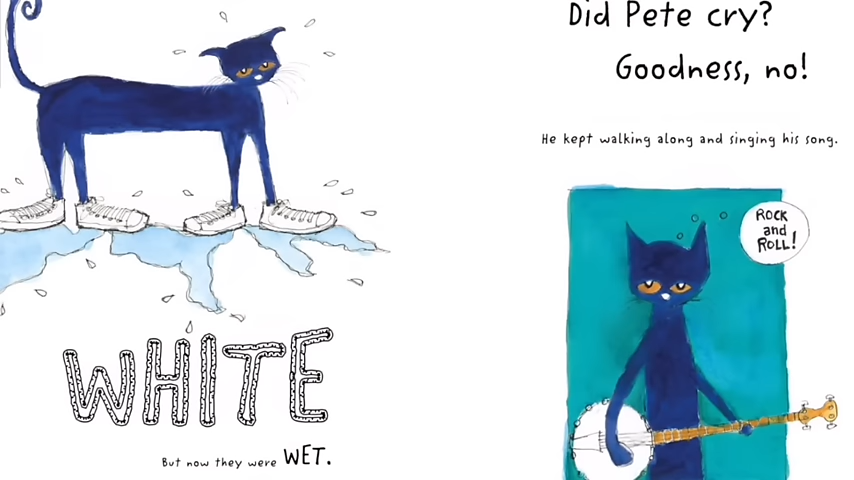 WHITE
But now they were WET.
Did Pete cry?
Goodness, no!
He kept walking along and singing his song.
ROCK
and
ROLL!